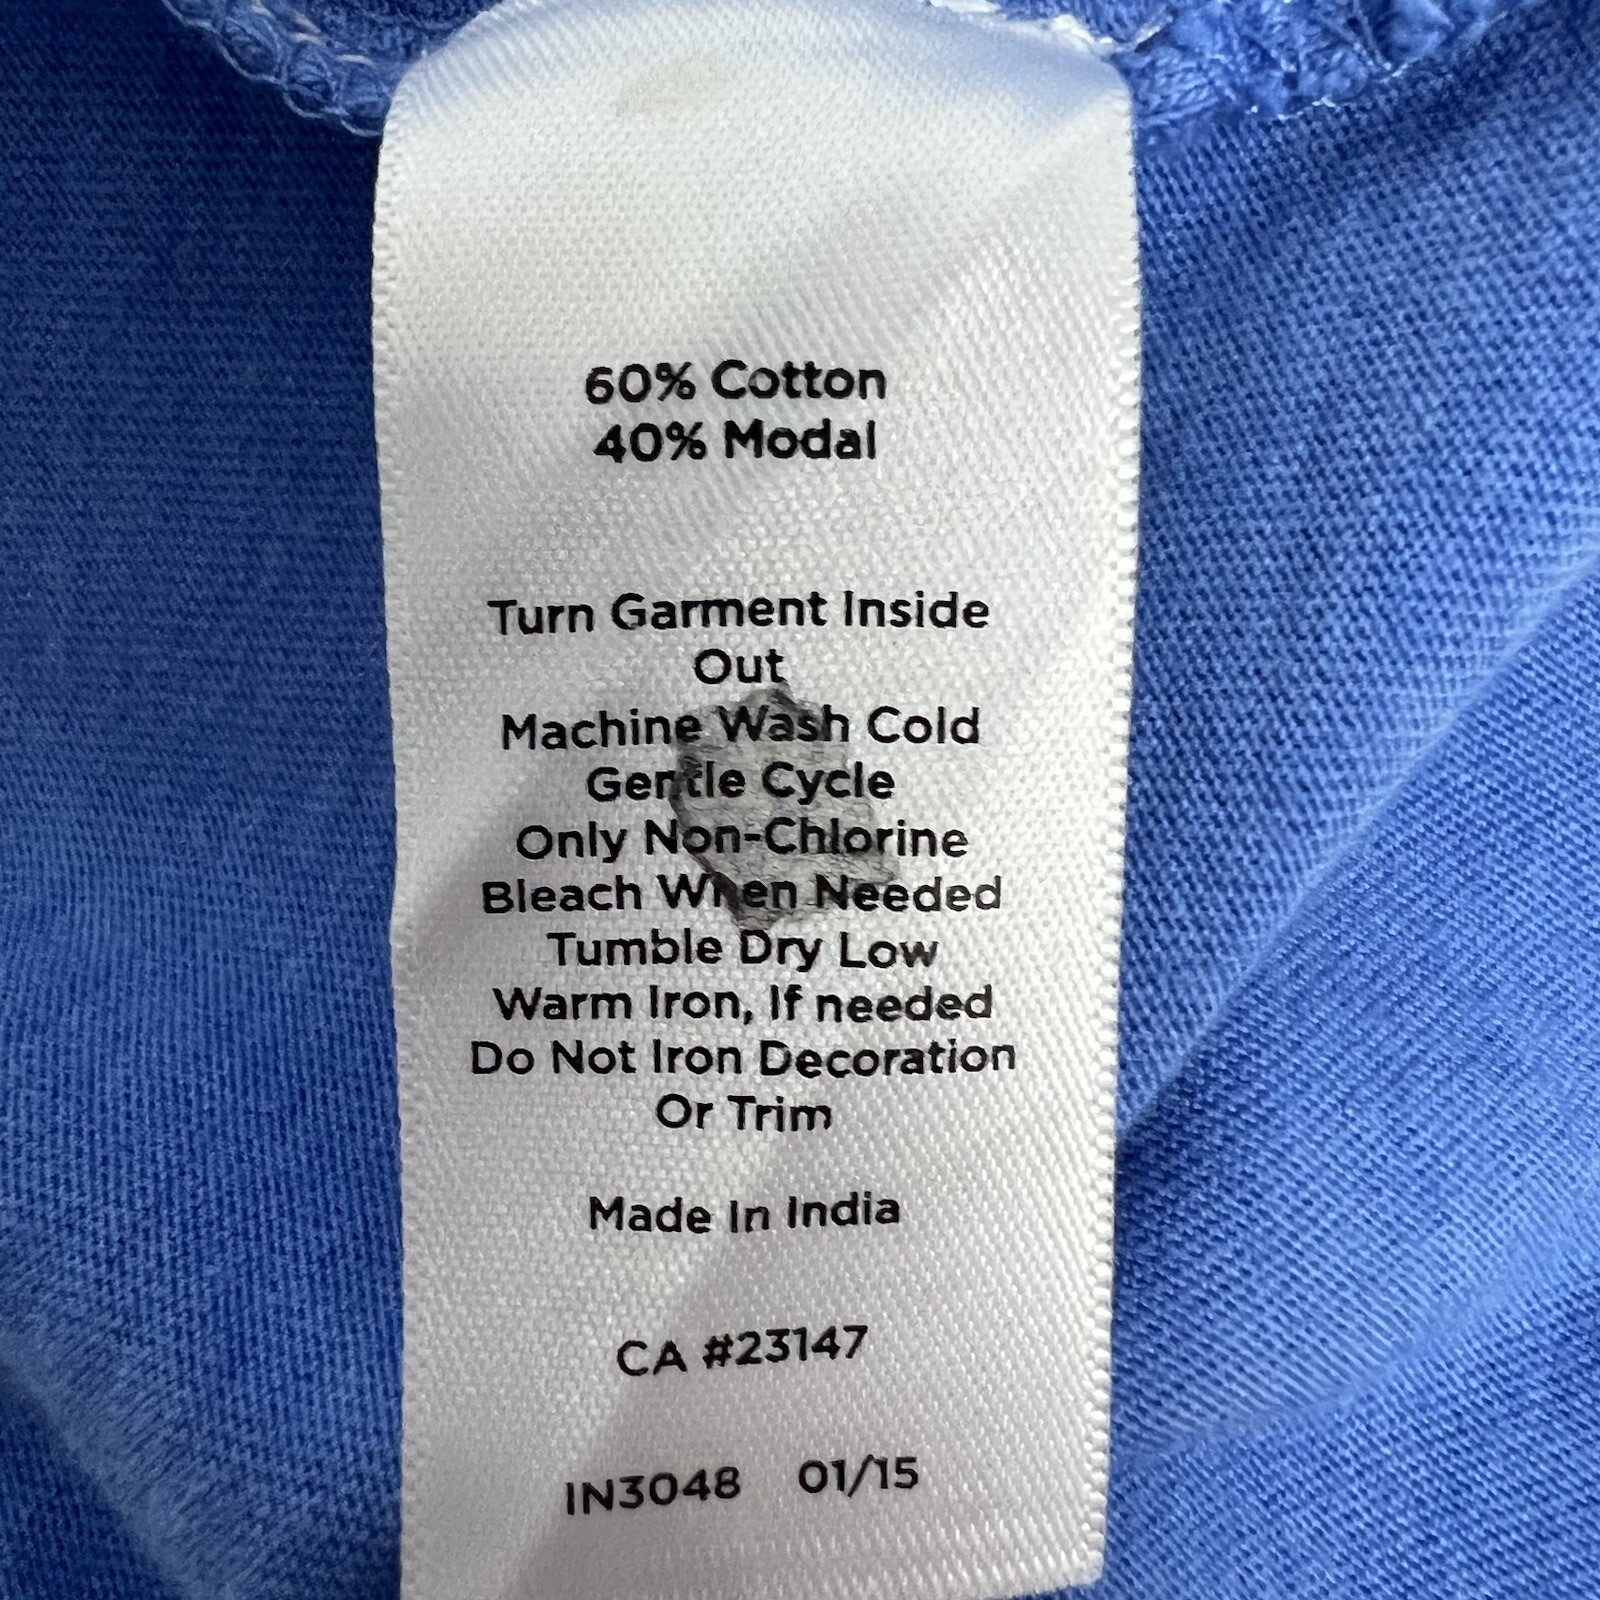 60% Cotton
40% Modal
Turn Garment Inside
Out
Machine Wash Cold
Gentle Cycle
Only Non-Chlorine
Bleach When Needed
Tumble Dry Low
Warm Iron, If needed
Do Not Iron Decoration
Or Trim
Made In India
CA #23147
IN3048 01/15